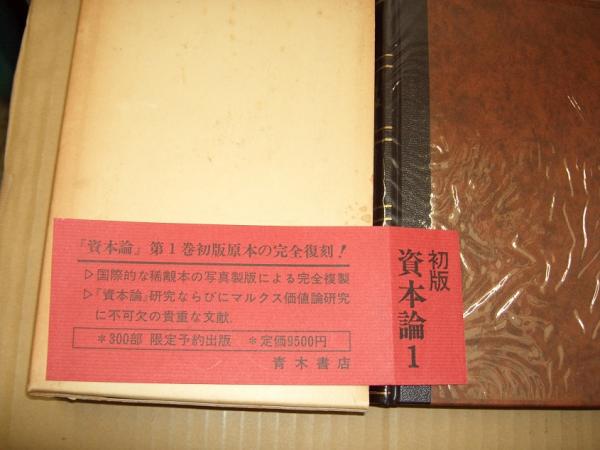 『資本論』第1巻初版原本の完全復刻！
▷国際的な稀覯本の写真製版による完全複製
▷『資本論』研究ならびにマルクス価値論研究
に不可欠の貴重な文献.
＊300部 限定予約出版 ＊定価9500円
青木書店
初版
資本論1